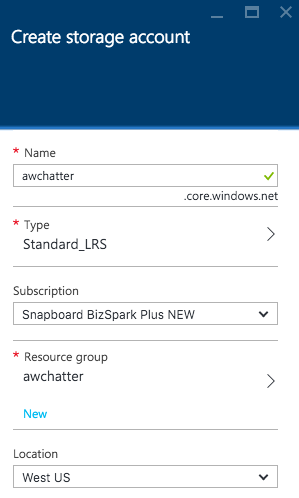 Create storage account
* Name
awchatter
.core.windows.net
* Type
Standard_LRS
Subscription
Snapboard BizSpark Plus NEW
* Resource group
awchatter
New
Location
West US